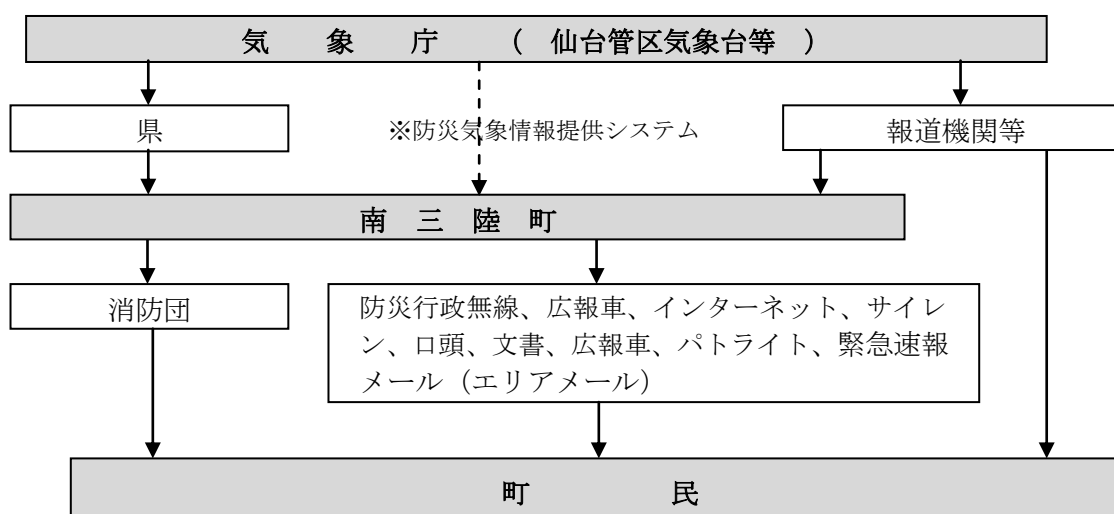 気　象　庁　（　仙台管区気象台等　）
県
※防災気象情報提供システム
報道機関等
南　三　陸　町
消防団
防災行政無線、広報車、インターネット、サイレ
ン、口頭、文書、広報車、パトライト、緊急速報
メール（エリアメール）
町　民